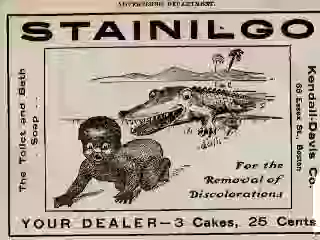 ADVERTISING DEPARTMENT.
STAINILGO
The Toilet and Bath
Soap
Kendall-Davis Co.
68 Essex St., Boston
For the
Removal of
Discolorations
YOUR DEALER—3 Cakes, 25 Cents